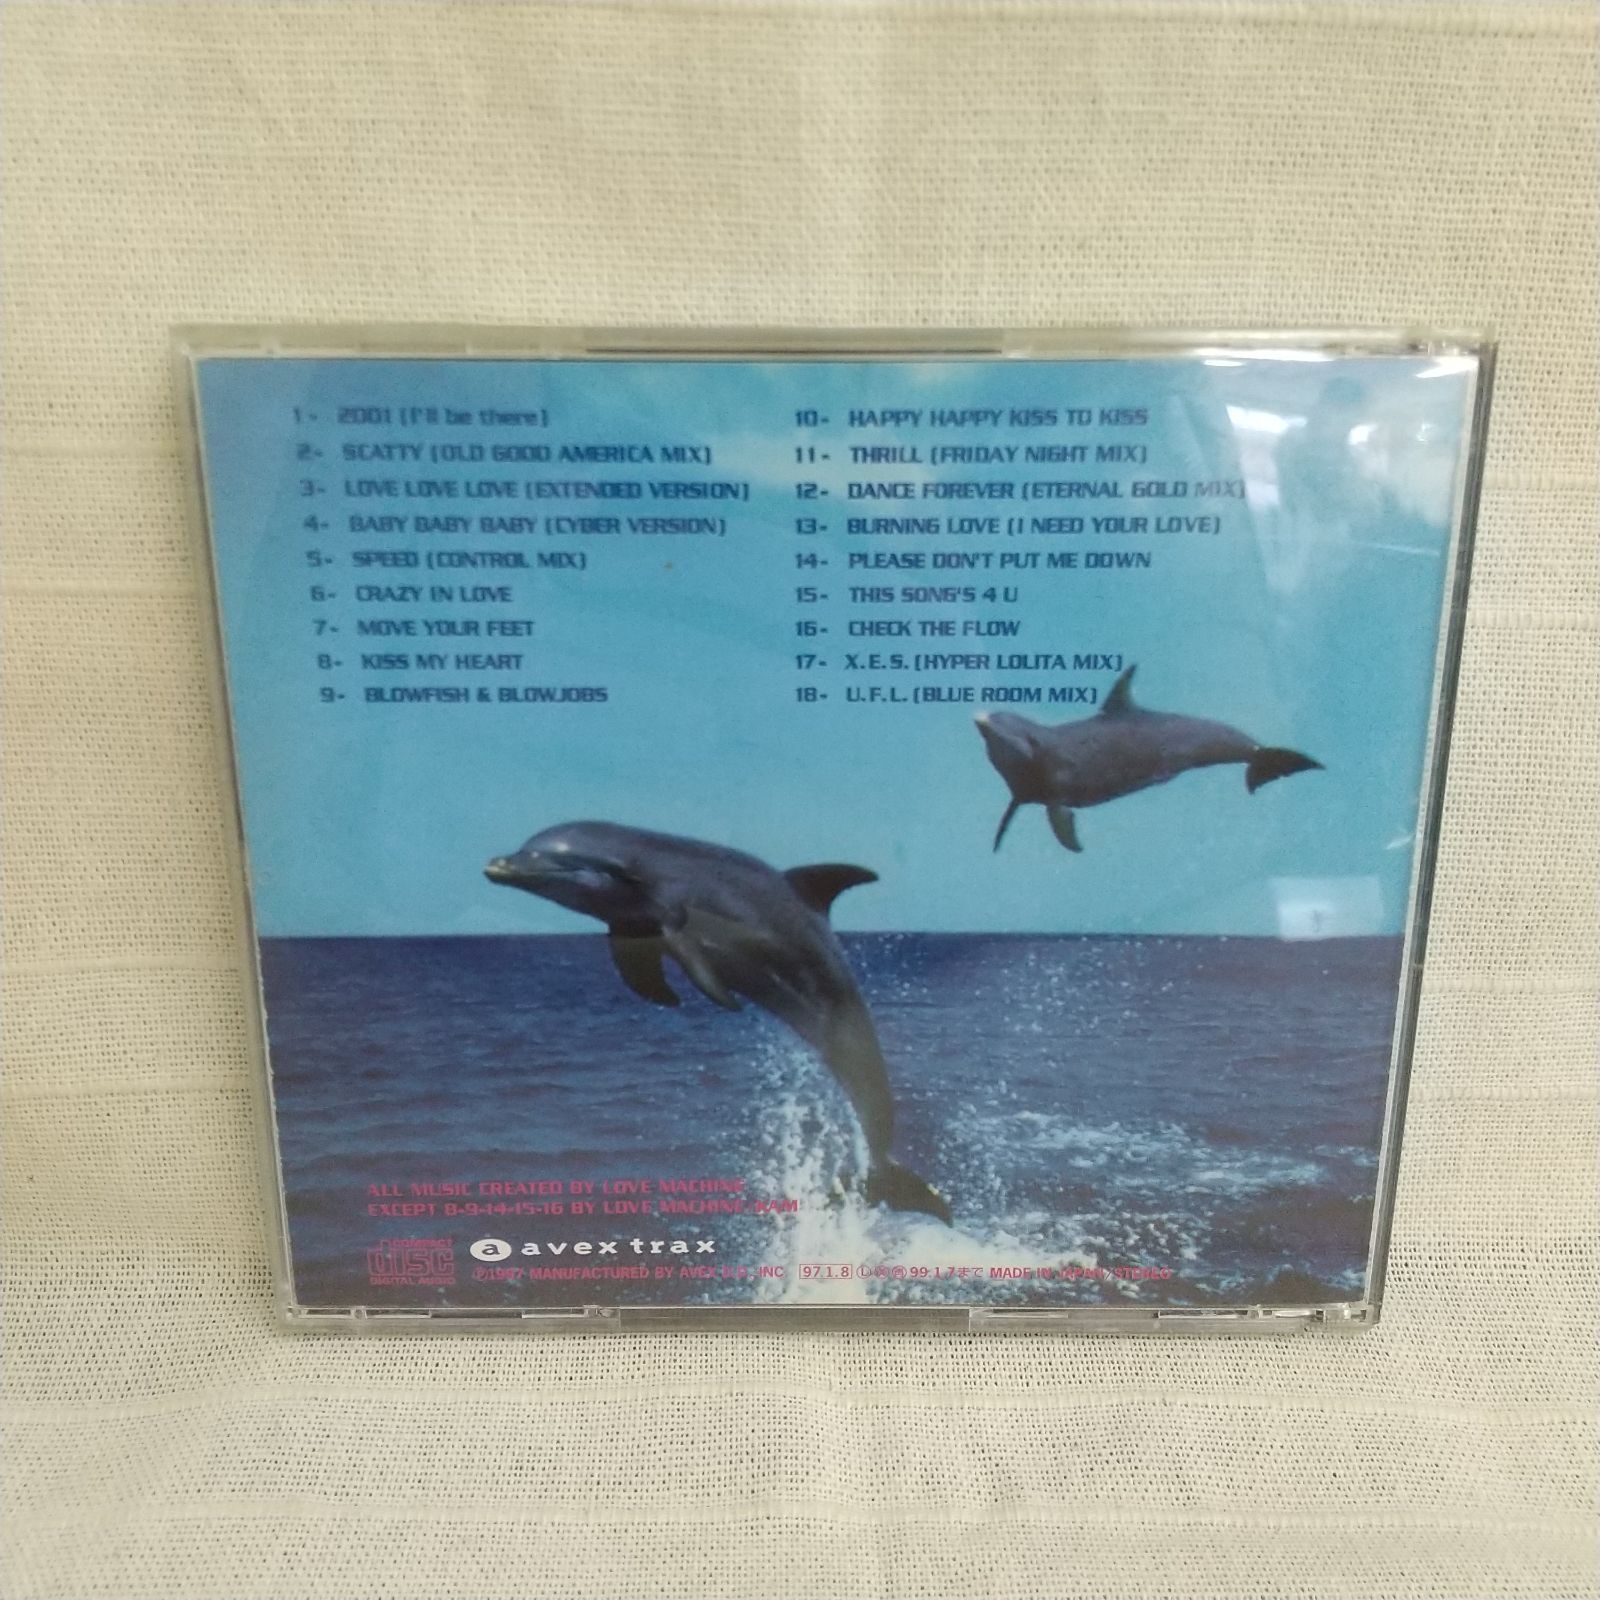 1- 2001 (I'll be there)
2- SCATTY (OLD GOOD AMERICA MIX)
3- LOVE LOVE LOVE (EXTENDED VERSION)
4- BABY BABY BABY (CYBER VERSION)
5- SPEED (CONTROL MIX)
6- CRAZY IN LOVE
7- MOVE YOUR FEET
8- KISS MY HEART
9- BLOWFISH & BLOWJOBS
10- HAPPY HAPPY KISS TO KISS
11- THRILL (FRIDAY NIGHT MIX)
12- DANCE FOREVER (ETERNAL GOLD MIX)
13- BURNING LOVE (I NEED YOUR LOVE)
14- PLEASE DON'T PUT ME DOWN
15- THIS SONG'S 4 U
16- CHECK THE FLOW
17- X.E.S. (HYPER LOLITA MIX)
18- U.F.L. (BLUE ROOM MIX)
ALL MUSIC CREATED BY LOVE MACHINE
EXCEPT 8-9-14-15-16 BY LOVE MACHINE/KAM
COMPACT disc DIGITAL AUDIO
a avex trax
Ⓟ1997 MANUFACTURED BY AVEX D.D., INC. 97.1.8 Ⓛ 99.1.7まで MADE IN JAPAN/STEREO